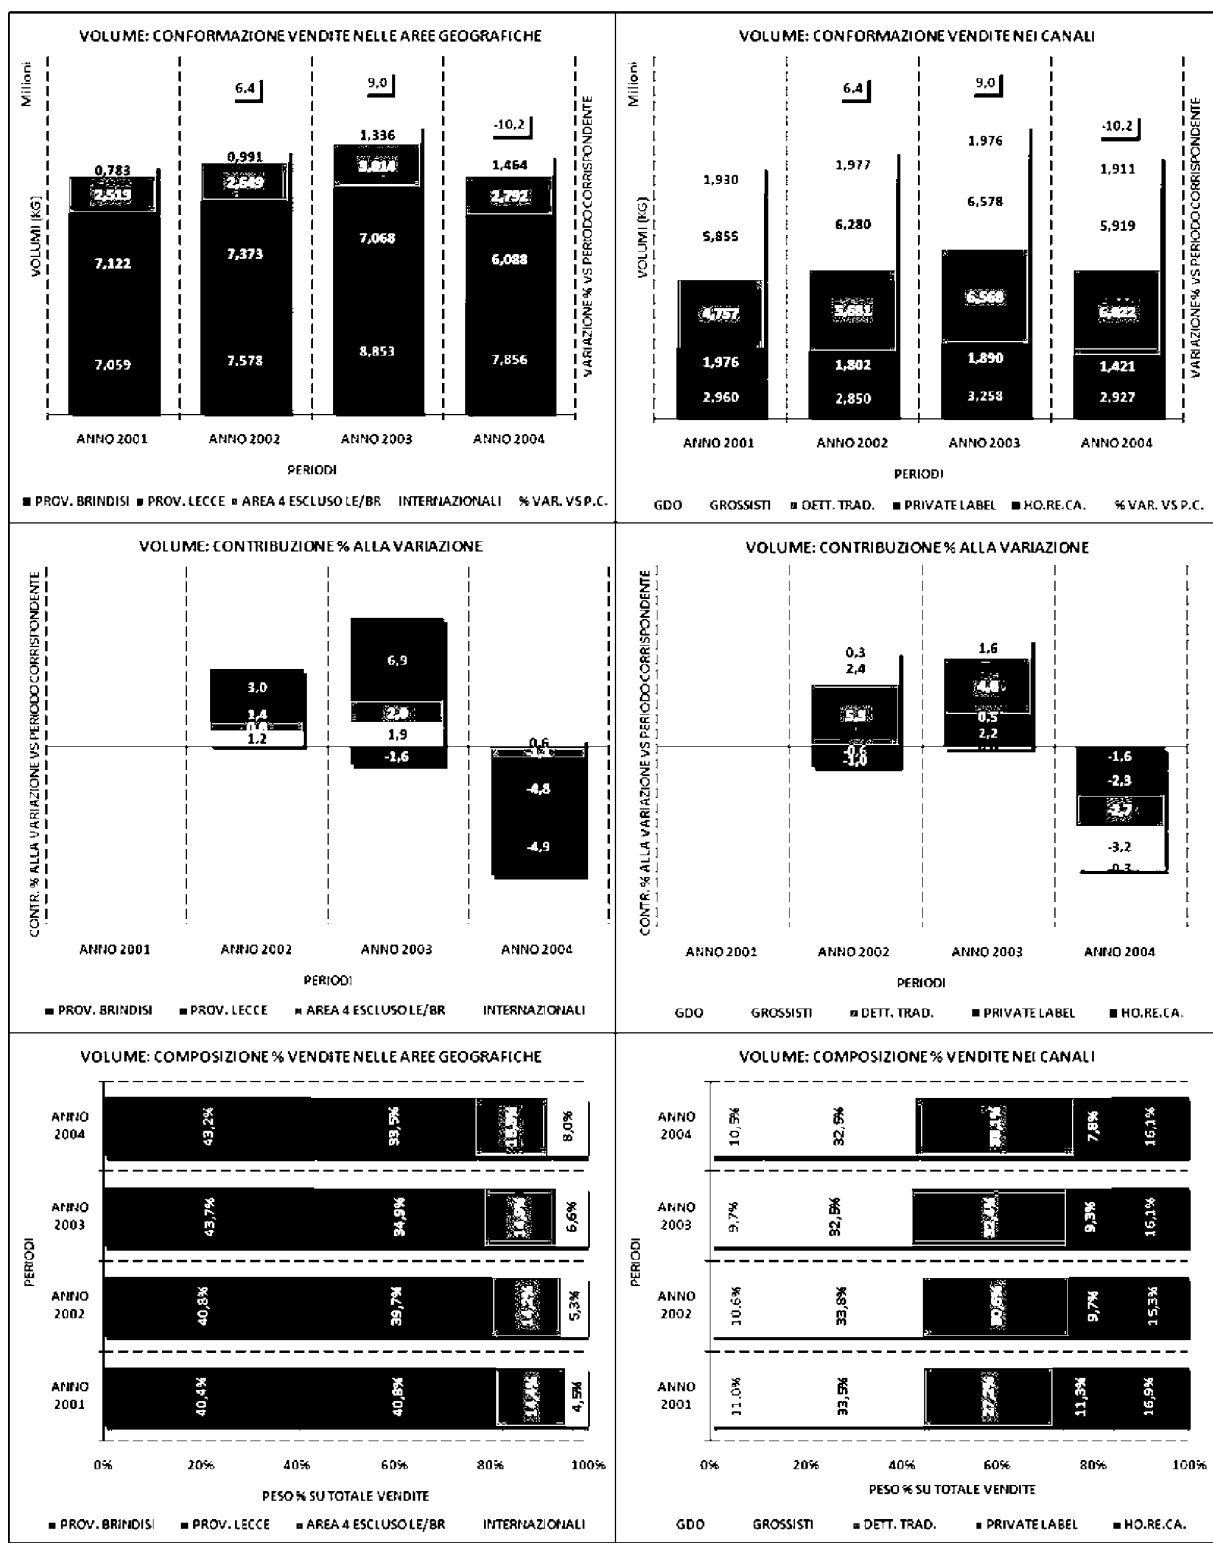 VOLUME: CONFORMAZIONE VENDITE NELLE AREE GEOGRAFICHE
Milioni
VOLUMI (KG)
VARIAZIONE % VS PERIODO CORRISPONDENTE
6,4
9,0
-10,2
0,783
0,991
1,336
1,464
2,649
2,792
7,122
7,373
7,068
6,088
7,059
7,578
8,853
7,856
ANNO 2001
ANNO 2002
ANNO 2003
ANNO 2004
PERIODI
PROV. BRINDISI
PROV. LECCE
AREA 4 ESCLUSO LE/BR
INTERNAZIONALI
% VAR. VS P.C.
VOLUME: CONFORMAZIONE VENDITE NEI CANALI
Milioni
VOLUMI (KG)
VARIAZIONE % VS PERIODO CORRISPONDENTE
6,4
9,0
-10,2
1,930
1,977
1,976
1,911
5,855
6,280
6,578
5,919
4,757
6,568
1,976
1,802
1,890
1,421
2,960
2,850
3,258
2,927
ANNO 2001
ANNO 2002
ANNO 2003
ANNO 2004
PERIODI
GDO
GROSSISTI
DETT. TRAD.
PRIVATE LABEL
HO.RE.CA.
% VAR. VS P.C.
VOLUME: CONTRIBUZIONE % ALLA VARIAZIONE
CONTR. % ALLA VARIAZIONE VS PERIODO CORRISPONDENTE
3,0
1,4
1,2
6,9
1,9
-1,6
0,6
-4,8
-4,9
ANNO 2001
ANNO 2002
ANNO 2003
ANNO 2004
PERIODI
PROV. BRINDISI
PROV. LECCE
AREA 4 ESCLUSO LE/BR
INTERNAZIONALI
VOLUME: CONTRIBUZIONE % ALLA VARIAZIONE
CONTR. % ALLA VARIAZIONE VS PERIODO CORRISPONDENTE
0,3
2,4
-0,6
-1,0
1,6
0,5
2,2
-1,6
-2,3
-3,2
-0,3
ANNO 2001
ANNO 2002
ANNO 2003
ANNO 2004
PERIODI
GDO
GROSSISTI
DETT. TRAD.
PRIVATE LABEL
HO.RE.CA.
VOLUME: COMPOSIZIONE % VENDITE NELLE AREE GEOGRAFICHE
PERIODI
ANNO 2004
43,2%
33,5%
8,0%
ANNO 2003
43,7%
34,9%
6,6%
ANNO 2002
40,8%
39,7%
5,3%
ANNO 2001
40,4%
40,8%
4,5%
0%
20%
40%
60%
80%
100%
PESO % SU TOTALE VENDITE
PROV. BRINDISI
PROV. LECCE
AREA 4 ESCLUSO LE/BR
INTERNAZIONALI
VOLUME: COMPOSIZIONE % VENDITE NEI CANALI
PERIODI
ANNO 2004
10,5%
32,5%
7,8%
16,1%
ANNO 2003
9,7%
32,5%
9,3%
16,1%
ANNO 2002
10,6%
33,8%
30,6%
9,7%
15,3%
ANNO 2001
11,0%
33,5%
27,2%
11,3%
16,9%
0%
20%
40%
60%
80%
100%
PESO % SU TOTALE VENDITE
GDO
GROSSISTI
DETT. TRAD.
PRIVATE LABEL
HO.RE.CA.